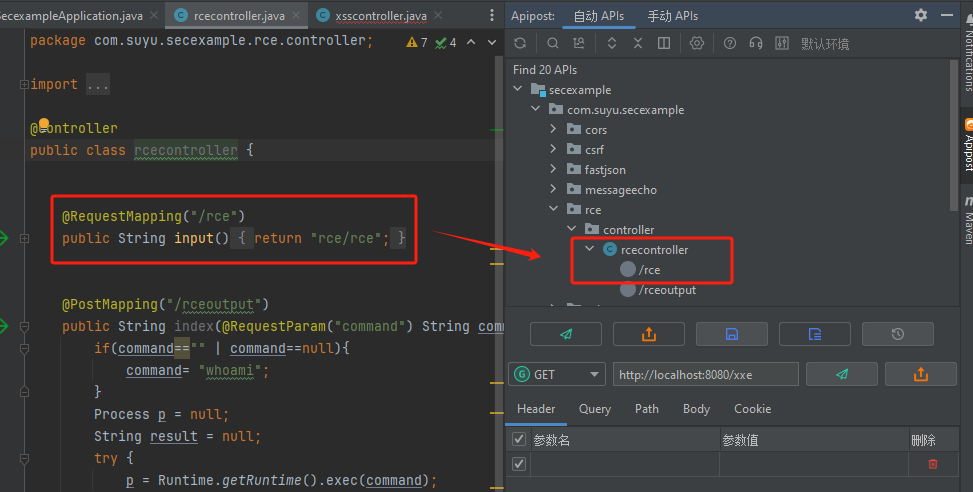 SecexampleApplication.java
rcecontroller.java
xsscontroller.java
package com.suyu.secexample.rce.controller;
7
4
import ...
@Controller
public class rcecontroller {
@RequestMapping("/rce")
public String input() { return "rce/rce"; }
@PostMapping("/rceoutput")
public String index(@RequestParam("command") String com
if(command=="" | command==null){
command= "whoami";
}
Process p = null;
String result = null;
try {
p = Runtime.getRuntime().exec(command);
Apipost:
自动 APIs
手动 APIs
默认环境
Find 20 APIs
secexample
com.suyu.secexample
cors
csrf
fastjson
messageecho
rce
controller
rcecontroller
/rce
/rceoutput
GET
http://localhost:8080/xxe
Header
Query
Path
Body
Cookie
参数名
参数值
删除
Notifications
Apipost
Maven